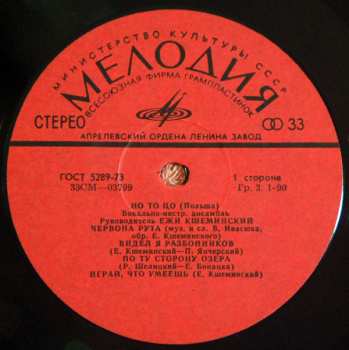 МИНИСТЕРСТВО КУЛЬТУРЫ СССР
МЕЛОДИЯ
ВСЕСОЮЗНАЯ ФИРМА ГРАМПЛАСТИНОК
СТЕРЕО
33
АПРЕЛЕВСКИЙ ОРДЕНА ЛЕНИНА ЗАВОД
ГОСТ 5289-73
1 сторона
33СМ—03799
Гр. 3. 1-90
НО ТО ЦО (Польша)
Вокально-инстр. ансамбль
Руководитель ЕЖИ КШЕМИНСКИЙ
ЧЕРВОНА РУТА (муз. и сл. В. Ивасюка,
обр. Е. Кшеминского)
ВИДЕЛ Я РАЗБОЙНИКОВ
(Е. Кшеминский—П. Янчерский)
ПО ТУ СТОРОНУ ОЗЕРА
(Р. Шелицкий—Е. Бокацка)
ИГРАЙ, ЧТО УМЕЕШЬ (Е. Кшеминский)